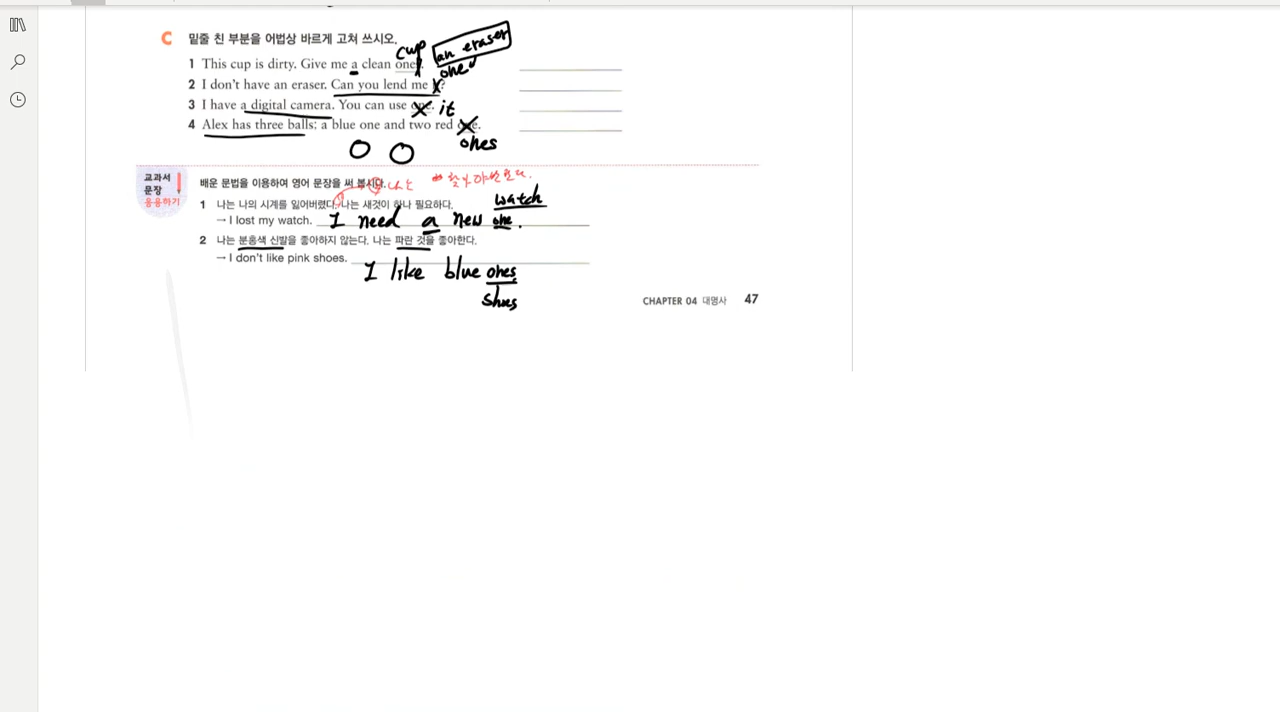 C 밑줄 친 부분을 어법상 바르게 고쳐 쓰시오.
cup an eraser
1 This cup is dirty. Give me a clean
one
2 I don't have an eraser. Can you lend me
3 I have a digital camera. You can use one. it
4 Alex has three balls: a blue one and two red one.
ones
교과서
문장
응용하기
배운 문법을 이용하여 영어 문장을 써 봅시다. 나는
1 나는 나의 시계를 잃어버렸다. 나는 새것이 하나 필요하다. watch
→ I lost my watch. I need a new one.
2 나는 분홍색 신발을 좋아하지 않는다. 나는 파란 것을 좋아한다.
→ I don't like pink shoes. I like blue ones
shoes
CHAPTER 04 대명사 47